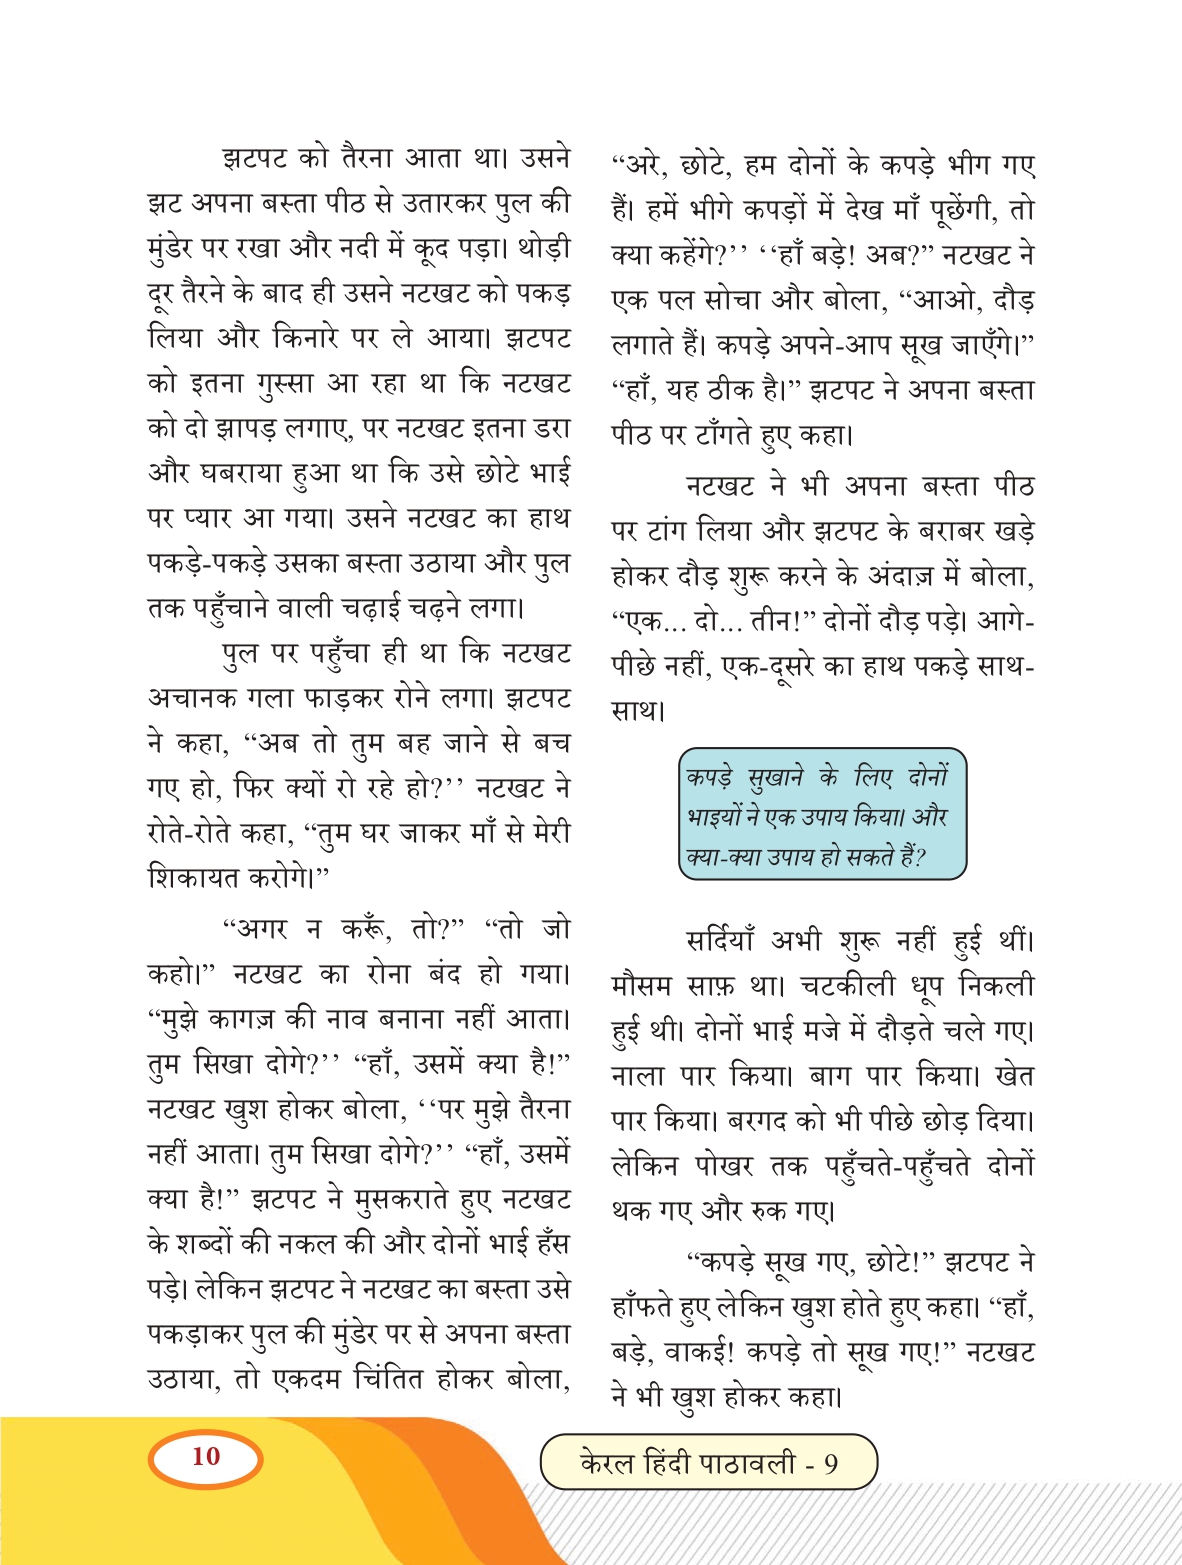 झटपट को तैरना आता था। उसने
झट अपना बस्ता पीठ से उतारकर पुल की
मुंडेर पर रखा और नदी में कूद पड़ा। थोड़ी
दूर तैरने के बाद ही उसने नटखट को पकड़
लिया और किनारे पर ले आया। झटपट
को इतना गुस्सा आ रहा था कि नटखट
को दो झापड़ लगाए, पर नटखट इतना डरा
और घबराया हुआ था कि उसे छोटे भाई
पर प्यार आ गया। उसने नटखट का हाथ
पकड़े-पकड़े उसका बस्ता उठाया और पुल
तक पहुँचाने वाली चढ़ाई चढ़ने लगा।
पुल पर पहुँचा ही था कि नटखट
अचानक गला फाड़कर रोने लगा। झटपट
ने कहा, “अब तो तुम बह जाने से बच
गए हो, फिर क्यों रो रहे हो?’’ नटखट ने
रोते-रोते कहा, “तुम घर जाकर माँ से मेरी
शिकायत करोगे।”
“अगर न करूँ, तो?” “तो जो
कहो।” नटखट का रोना बंद हो गया।
“मुझे कागज़ की नाव बनाना नहीं आता।
तुम सिखा दोगे?’’ “हाँ, उसमें क्या है!”
नटखट खुश होकर बोला, ‘‘पर मुझे तैरना
नहीं आता। तुम सिखा दोगे?’’ “हाँ, उसमें
क्या है!” झटपट ने मुसकराते हुए नटखट
के शब्दों की नकल की और दोनों भाई हँस
पड़े। लेकिन झटपट ने नटखट का बस्ता उसे
पकड़ाकर पुल की मुंडेर पर से अपना बस्ता
उठाया, तो एकदम चिंतित होकर बोला,
“अरे, छोटे, हम दोनों के कपड़े भीग गए
हैं। हमें भीगे कपड़ों में देख माँ पूछेंगी, तो
क्या कहेंगे?’’ ‘‘हाँ बड़े! अब?” नटखट ने
एक पल सोचा और बोला, “आओ, दौड़
लगाते हैं। कपड़े अपने-आप सूख जाएँगे।”
“हाँ, यह ठीक है।” झटपट ने अपना बस्ता
पीठ पर टाँगते हुए कहा।
नटखट ने भी अपना बस्ता पीठ
पर टांग लिया और झटपट के बराबर खड़े
होकर दौड़ शुरू करने के अंदाज़ में बोला,
“एक... दो... तीन!” दोनों दौड़ पड़े। आगे-
पीछे नहीं, एक-दूसरे का हाथ पकड़े साथ-
साथ।
कपड़े सुखाने के लिए दोनों
भाइयों ने एक उपाय किया। और
क्या-क्या उपाय हो सकते हैं?
सर्दियाँ अभी शुरू नहीं हुई थीं।
मौसम साफ़ था। चटकीली धूप निकली
हुई थी। दोनों भाई मजे में दौड़ते चले गए।
नाला पार किया। बाग पार किया। खेत
पार किया। बरगद को भी पीछे छोड़ दिया।
लेकिन पोखर तक पहुँचते-पहुँचते दोनों
थक गए और रुक गए।
“कपड़े सूख गए, छोटे!” झटपट ने
हाँफते हुए लेकिन खुश होते हुए कहा। “हाँ,
बड़े, वाकई! कपड़े तो सूख गए!” नटखट
ने भी खुश होकर कहा।
10
केरल हिंदी पाठावली - 9